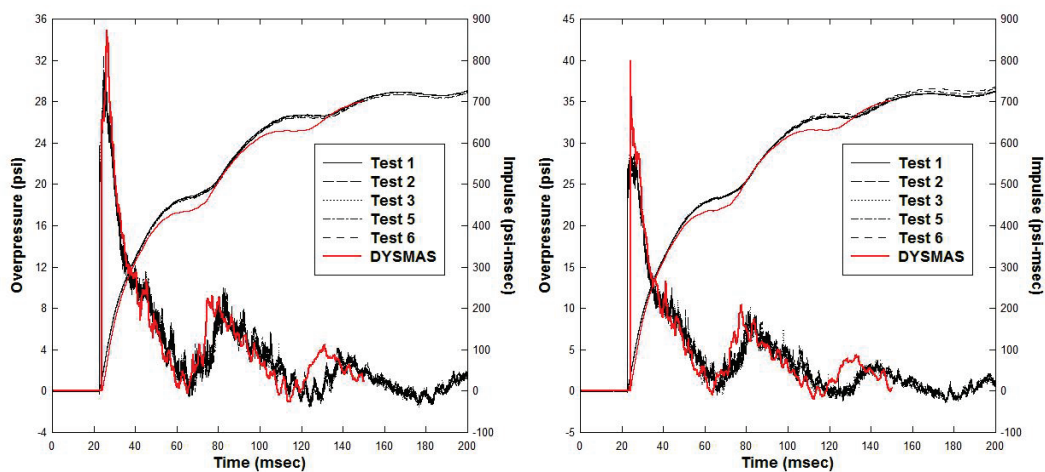 36
32
28
24
20
16
12
8
4
0
-4
Overpressure (psi)
900
800
700
600
500
400
300
200
100
0
-100
Impulse (psi-msec)
Test 1
Test 2
Test 3
Test 5
Test 6
DYSMAS
0 20 40 60 80 100 120 140 160 180 200
Time (msec)
45
40
35
30
25
20
15
10
5
0
-5
Overpressure (psi)
900
800
700
600
500
400
300
200
100
0
-100
Impulse (psi-msec)
Test 1
Test 2
Test 3
Test 5
Test 6
DYSMAS
0 20 40 60 80 100 120 140 160 180 200
Time (msec)